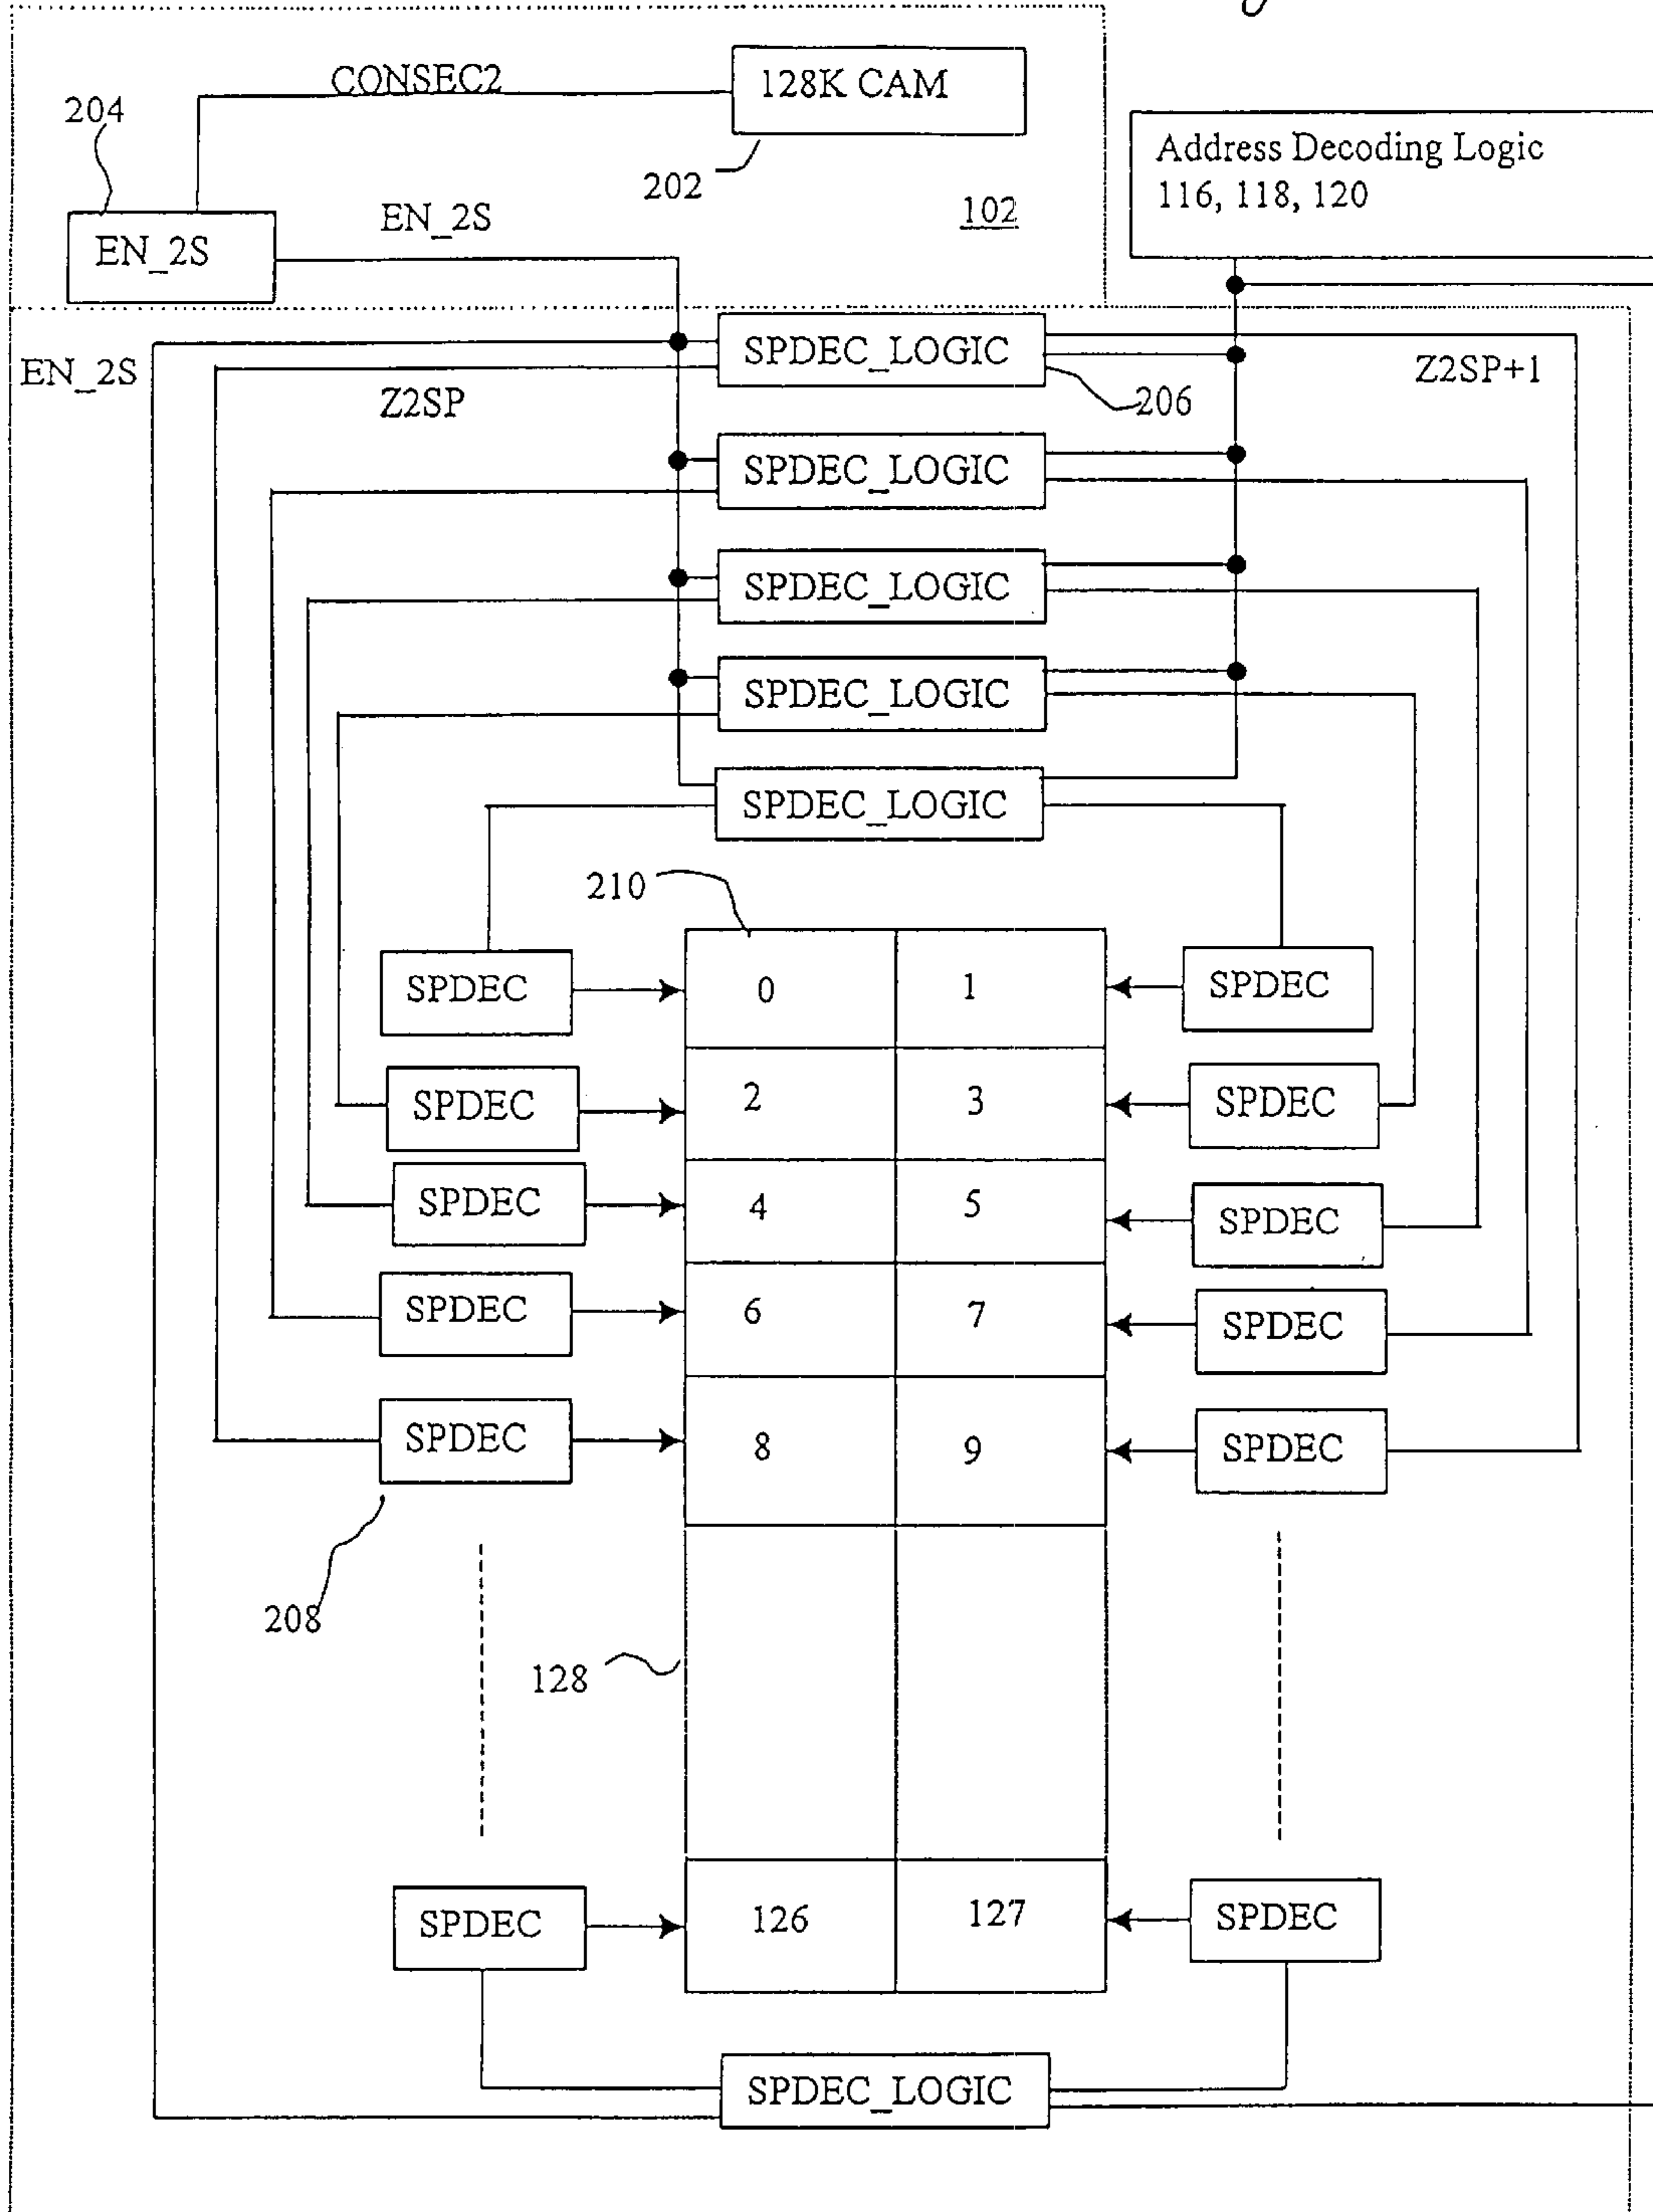 CONSEC2
128K CAM
204
202
Address Decoding Logic
116, 118, 120
EN_2S
EN_2S
102
EN_2S
Z2SP
SPDEC_LOGIC
206
Z2SP+1
SPDEC_LOGIC
SPDEC_LOGIC
SPDEC_LOGIC
SPDEC_LOGIC
210
SPDEC
0
1
SPDEC
SPDEC
2
3
SPDEC
SPDEC
4
5
SPDEC
SPDEC
6
7
SPDEC
SPDEC
8
9
SPDEC
208
128
SPDEC
126
127
SPDEC
SPDEC_LOGIC